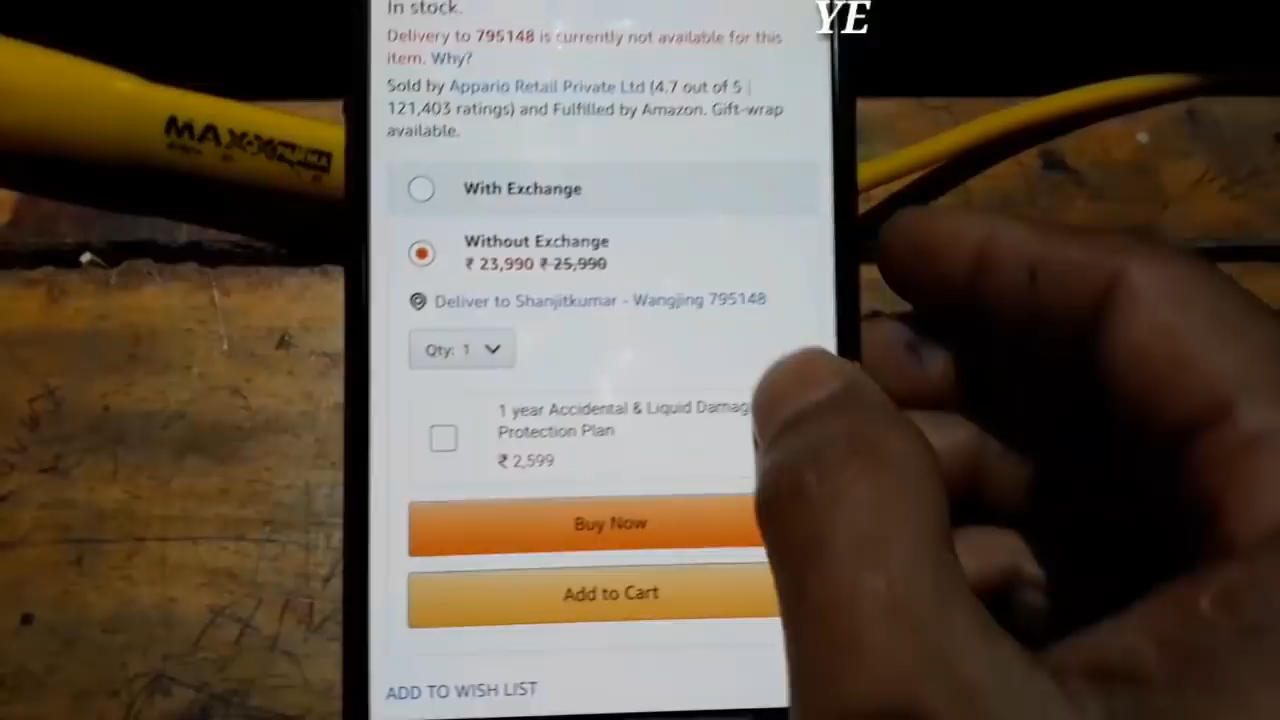 YE
In stock.
Delivery to 795148 is currently not available for this
item. Why?
Sold by Appario Retail Private Ltd (4.7 out of 5 |
121,403 ratings) and Fulfilled by Amazon. Gift-wrap
available.
MAXX
With Exchange
Without Exchange
₹ 23,990 ₹ 25,990
Deliver to Shanjitkumar - Wangjing 795148
Qty: 1
1 year Accidental & Liquid Damag
Protection Plan
₹ 2,599
Buy Now
Add to Cart
ADD TO WISH LIST